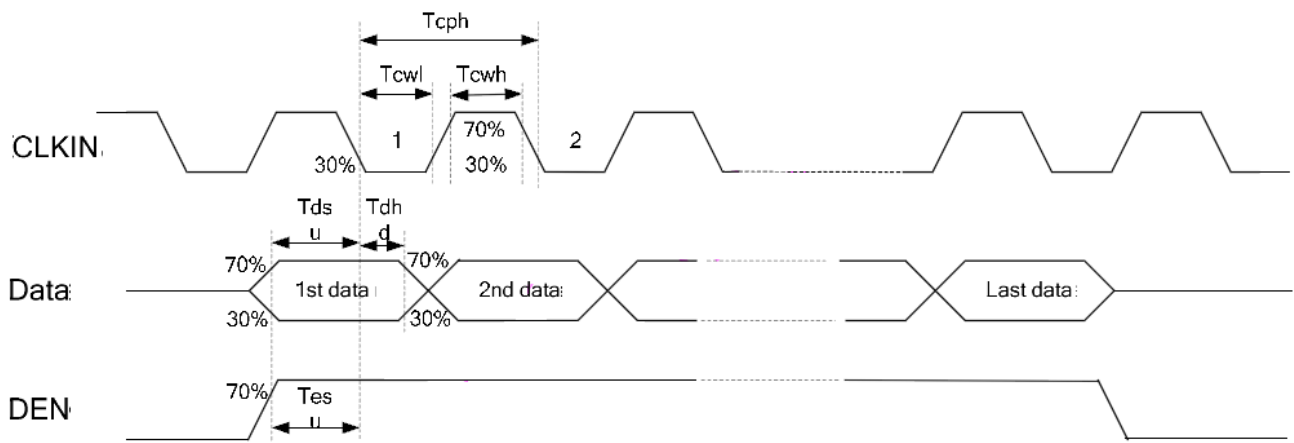 Tcph
Tcwl Tcwh
CLKIN
1 70% 2
30% 30%
Tds Tdh
u d
70% 70%
Data 1st data 2nd data Last data
30% 30%
70% Tes
DEN
u